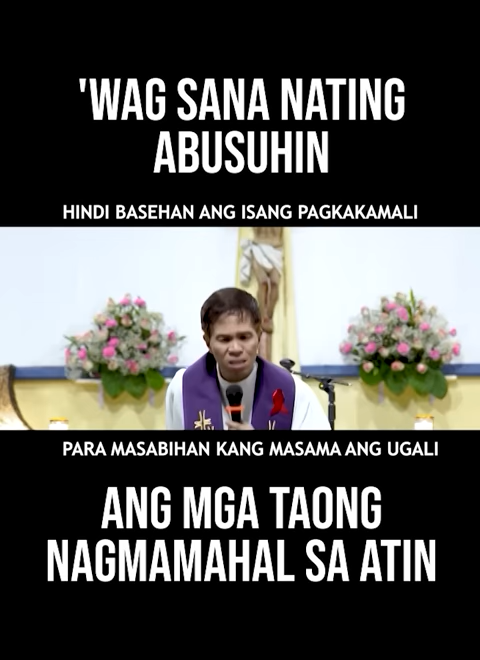 'WAG SANA NATING
ABUSUHIN
HINDI BASEHAN ANG ISANG PAGKAKAMALI
PARA MASABIHAN KANG MASAMA ANG UGALI
ANG MGA TAONG
NAGMAMAHAL SA ATIN